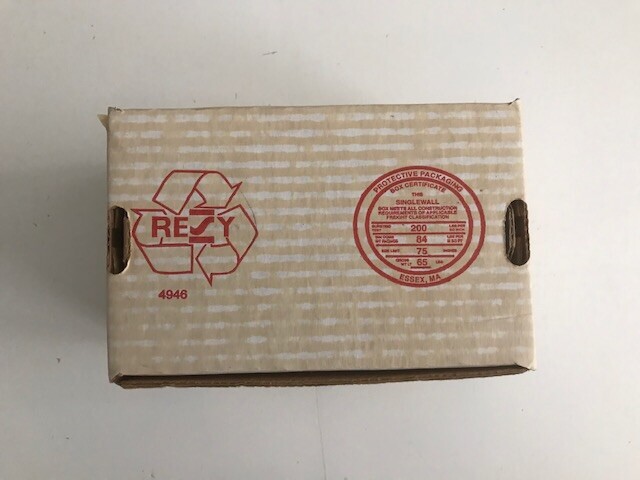 RESY
4946
PROTECTIVE PACKAGING
BOX CERTIFICATE
THIS
SINGLEWALL
BOX MEETS ALL CONSTRUCTION
REQUIREMENTS OF APPLICABLE
FREIGHT CLASSIFICATION
200
84
75
65
ESSEX, MA